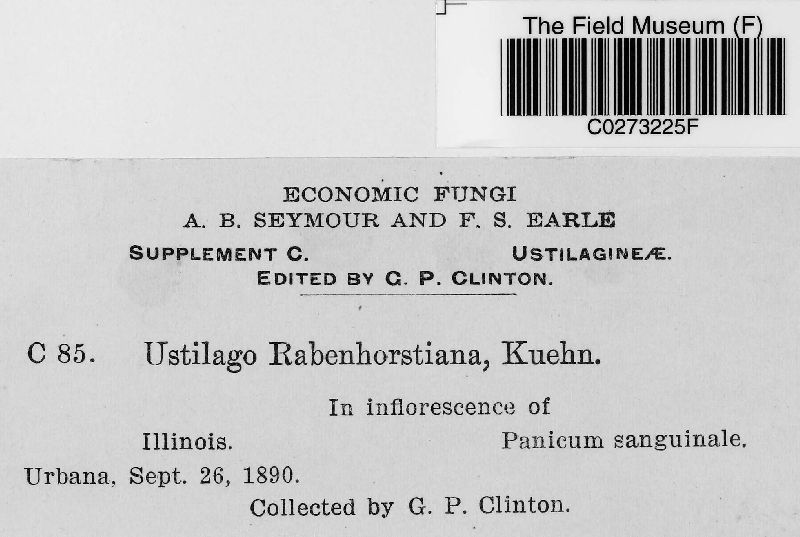 The Field Museum (F)
C0273225F
ECONOMIC FUNGI
A. B. SEYMOUR AND F. S. EARLE
SUPPLEMENT C. USTILAGINEÆ.
EDITED BY G. P. CLINTON.
C 85. Ustilago Rabenhorstiana, Kuehn.
In inflorescence of
Illinois. Panicum sanguinale.
Urbana, Sept. 26, 1890.
Collected by G. P. Clinton.